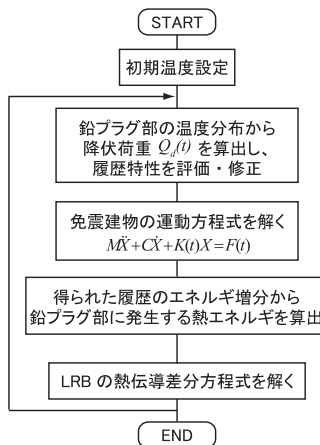 START
初期温度設定
鉛プラグ部の温度分布から
降伏荷重 Q_d(t) を算出し、
履歴特性を評価・修正
免震建物の運動方程式を解く
MẌ+CẊ+K(t)X=F(t)
得られた履歴のエネルギ増分から
鉛プラグ部に発生する熱エネルギを算出
LRB の熱伝導差分方程式を解く
END